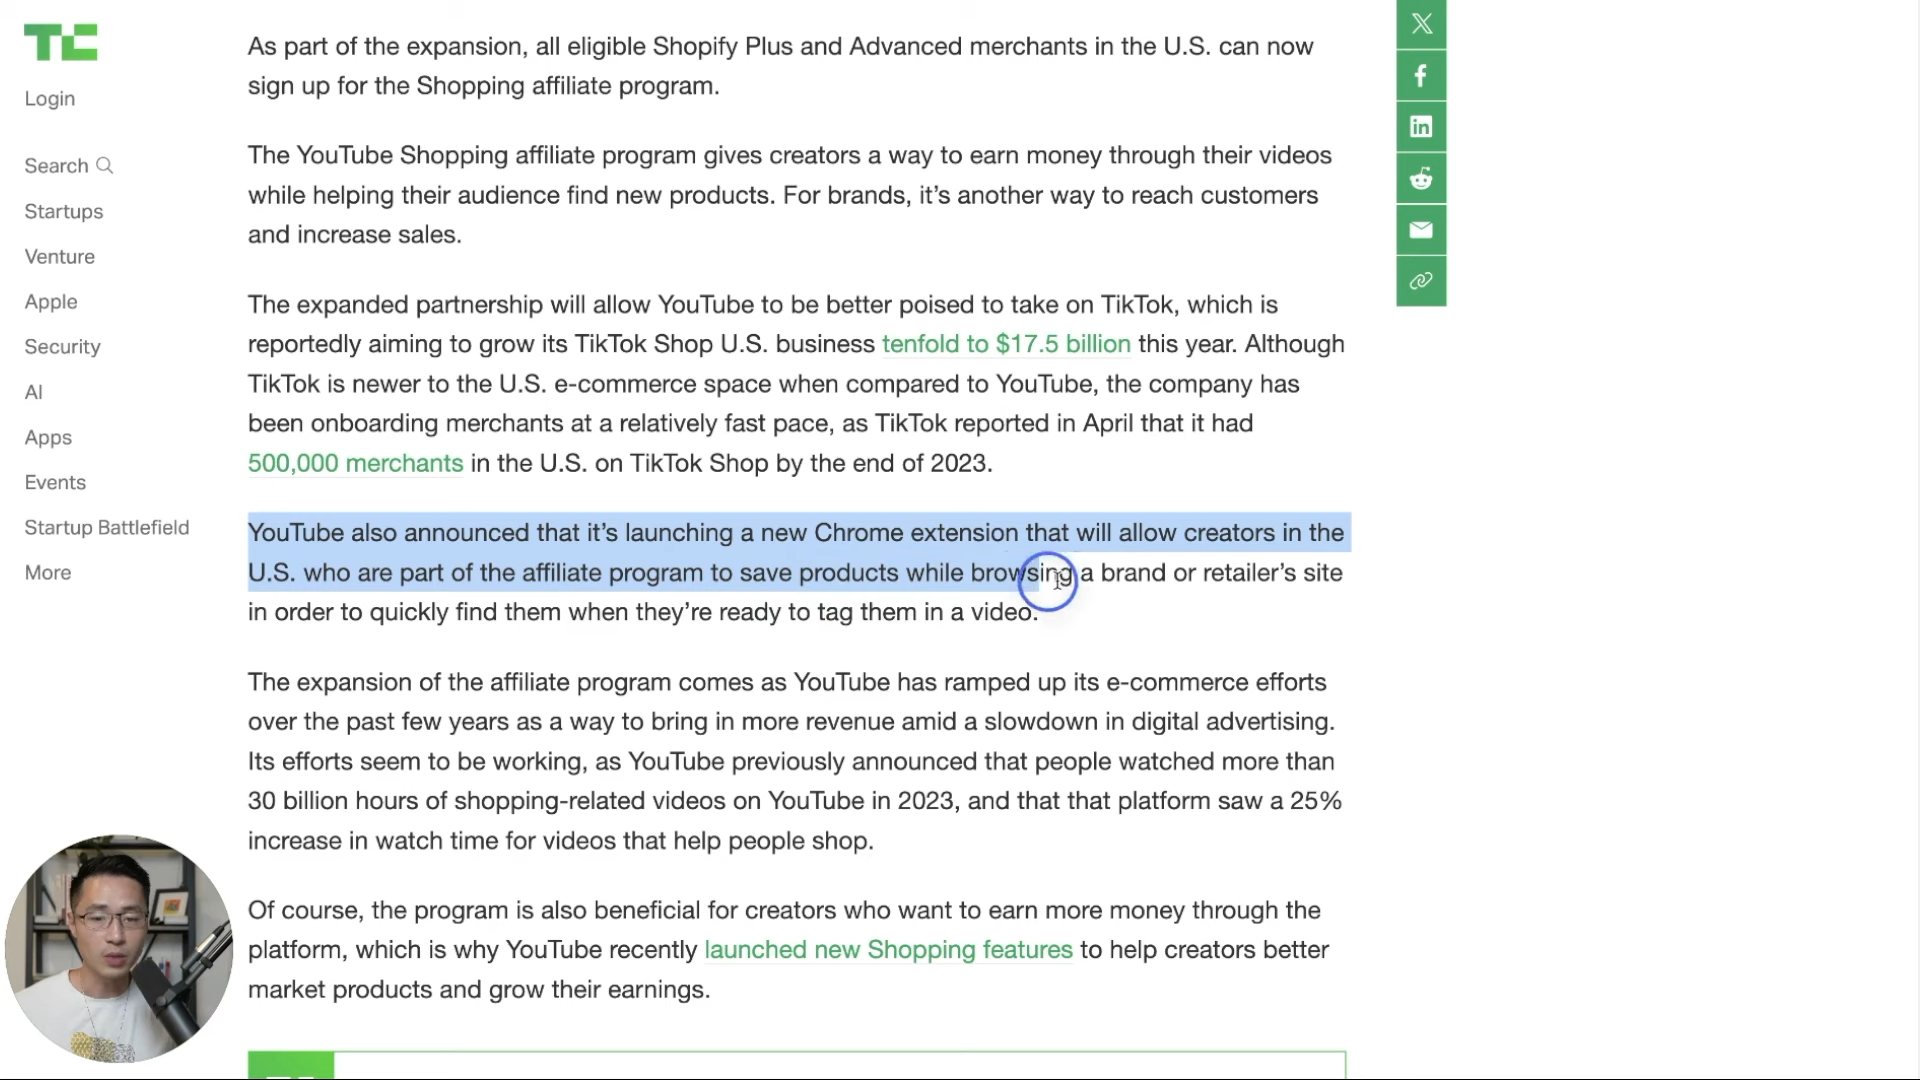 TC
Login
Search
Startups
Venture
Apple
Security
AI
Apps
Events
Startup Battlefield
More
As part of the expansion, all eligible Shopify Plus and Advanced merchants in the U.S. can now
sign up for the Shopping affiliate program.
The YouTube Shopping affiliate program gives creators a way to earn money through their videos
while helping their audience find new products. For brands, it’s another way to reach customers
and increase sales.
The expanded partnership will allow YouTube to be better poised to take on TikTok, which is
reportedly aiming to grow its TikTok Shop U.S. business tenfold to $17.5 billion this year. Although
TikTok is newer to the U.S. e-commerce space when compared to YouTube, the company has
been onboarding merchants at a relatively fast pace, as TikTok reported in April that it had
500,000 merchants in the U.S. on TikTok Shop by the end of 2023.
YouTube also announced that it’s launching a new Chrome extension that will allow creators in the
U.S. who are part of the affiliate program to save products while browsing a brand or retailer’s site
in order to quickly find them when they’re ready to tag them in a video.
The expansion of the affiliate program comes as YouTube has ramped up its e-commerce efforts
over the past few years as a way to bring in more revenue amid a slowdown in digital advertising.
Its efforts seem to be working, as YouTube previously announced that people watched more than
30 billion hours of shopping-related videos on YouTube in 2023, and that that platform saw a 25%
increase in watch time for videos that help people shop.
Of course, the program is also beneficial for creators who want to earn more money through the
platform, which is why YouTube recently launched new Shopping features to help creators better
market products and grow their earnings.